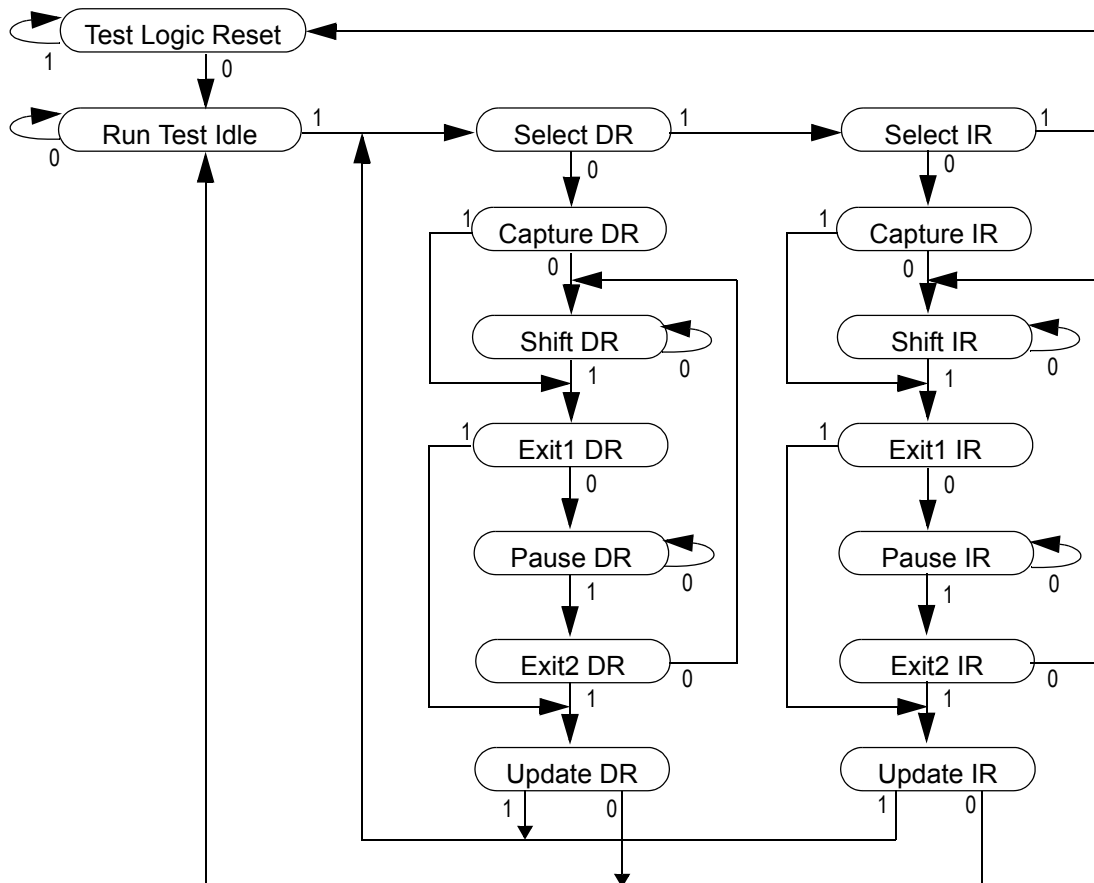 Test Logic Reset
1
0
Run Test Idle
0
1
Select DR
1
Select IR
1
0
0
1
Capture DR
0
1
Capture IR
0
Shift DR
0
1
Shift IR
0
1
1
Exit1 DR
0
1
Exit1 IR
0
Pause DR
0
1
Pause IR
0
1
Exit2 DR
0
1
Exit2 IR
0
1
Update DR
1
0
Update IR
1
0